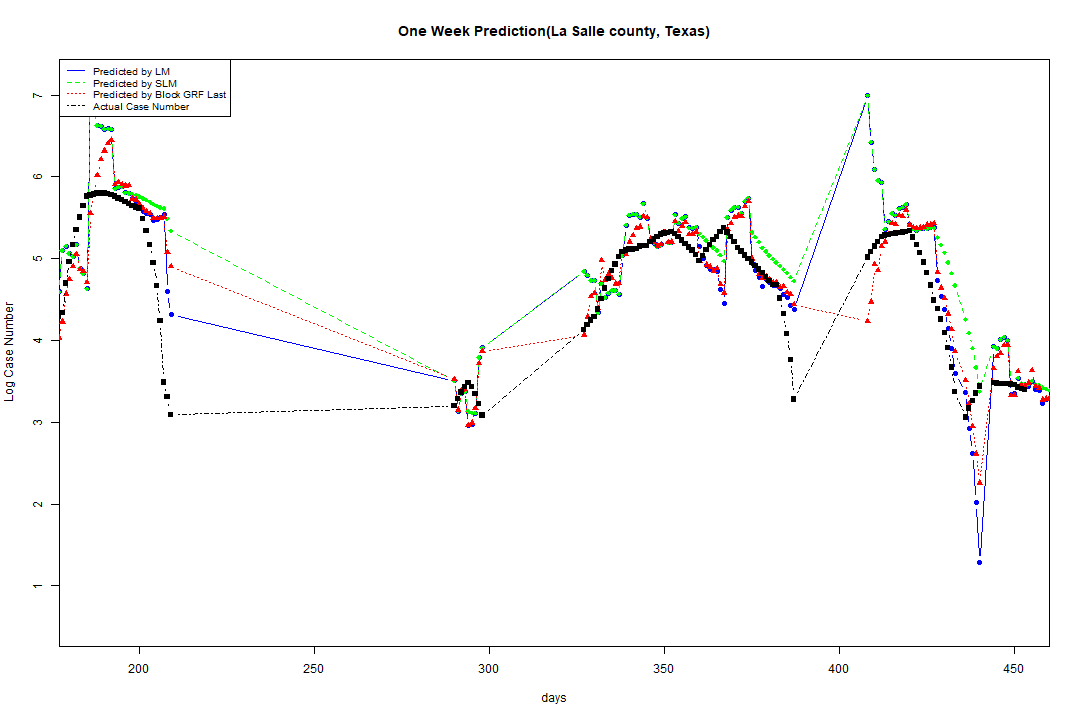 One Week Prediction(La Salle county, Texas)
Predicted by LM
Predicted by SLM
Predicted by Block GRF Last
Actual Case Number
7
6
5
4
3
2
1
Log Case Number
200 250 300 350 400 450
days